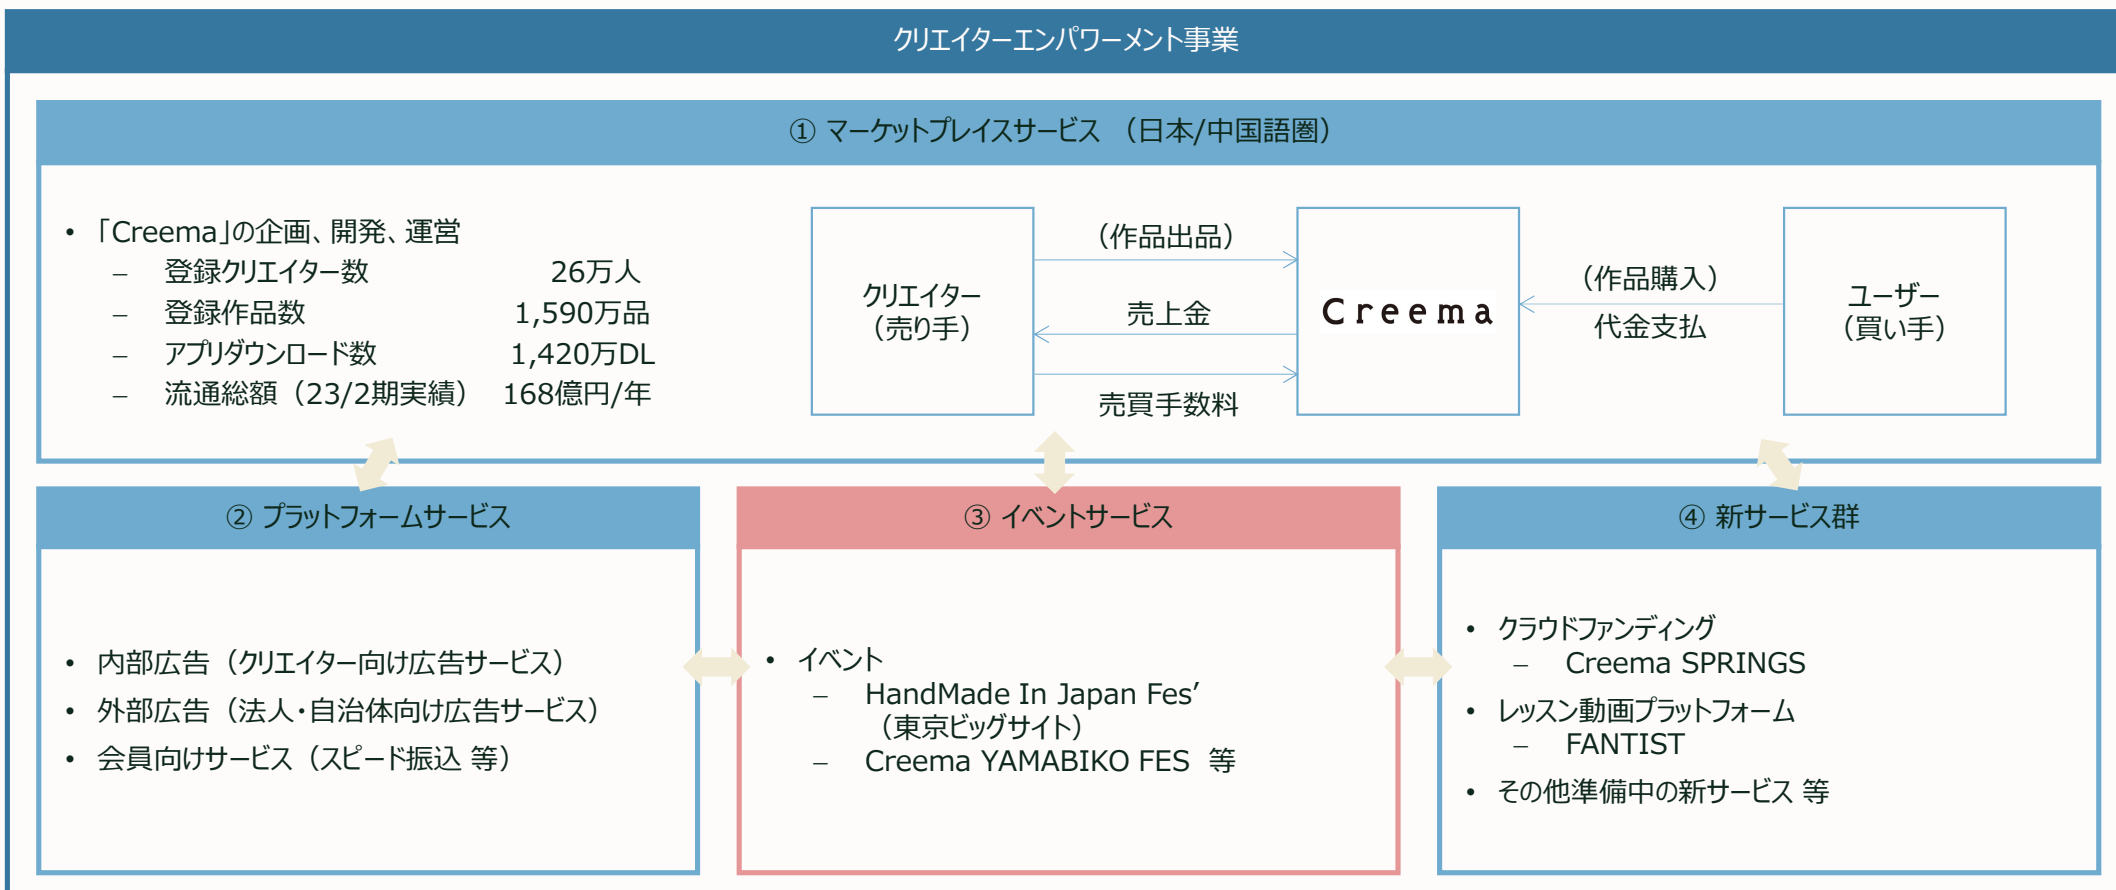 クリエイターエンパワーメント事業
① マーケットプレイスサービス （日本/中国語圏）
• 「Creema」の企画、開発、運営
– 登録クリエイター数 26万人
– 登録作品数 1,590万品
– アプリダウンロード数 1,420万DL
– 流通総額（23/2期実績） 168億円/年
クリエイター
（売り手）
（作品出品）
売上金
売買手数料
Creema
（作品購入）
代金支払
ユーザー
（買い手）
② プラットフォームサービス
• 内部広告（クリエイター向け広告サービス）
• 外部広告（法人・自治体向け広告サービス）
• 会員向けサービス（スピード振込 等）
③ イベントサービス
• イベント
– HandMade In Japan Fes’
（東京ビッグサイト）
– Creema YAMABIKO FES 等
④ 新サービス群
• クラウドファンディング
– Creema SPRINGS
• レッスン動画プラットフォーム
– FANTIST
• その他準備中の新サービス 等